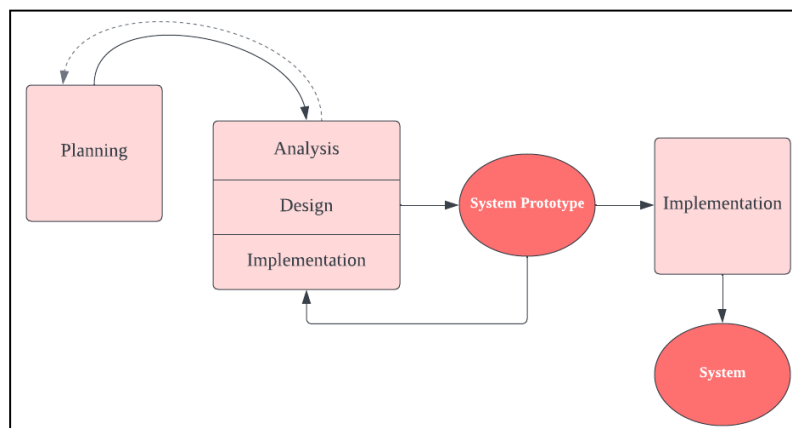 Planning
Analysis
Design
Implementation
System Prototype
Implementation
System